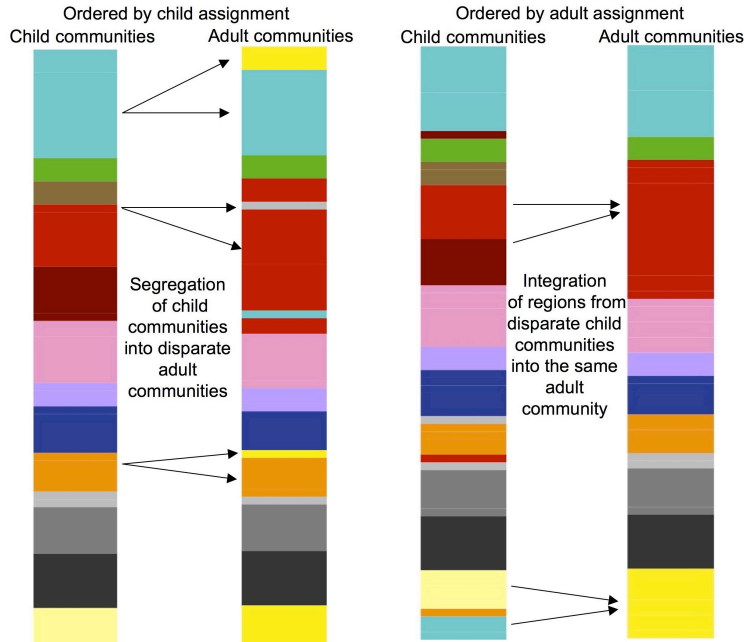 Ordered by child assignment
Child communities
Adult communities
Segregation
of child
communities
into disparate
adult
communities
Ordered by adult assignment
Child communities
Adult communities
Integration
of regions from
disparate child
communities
into the same
adult
community